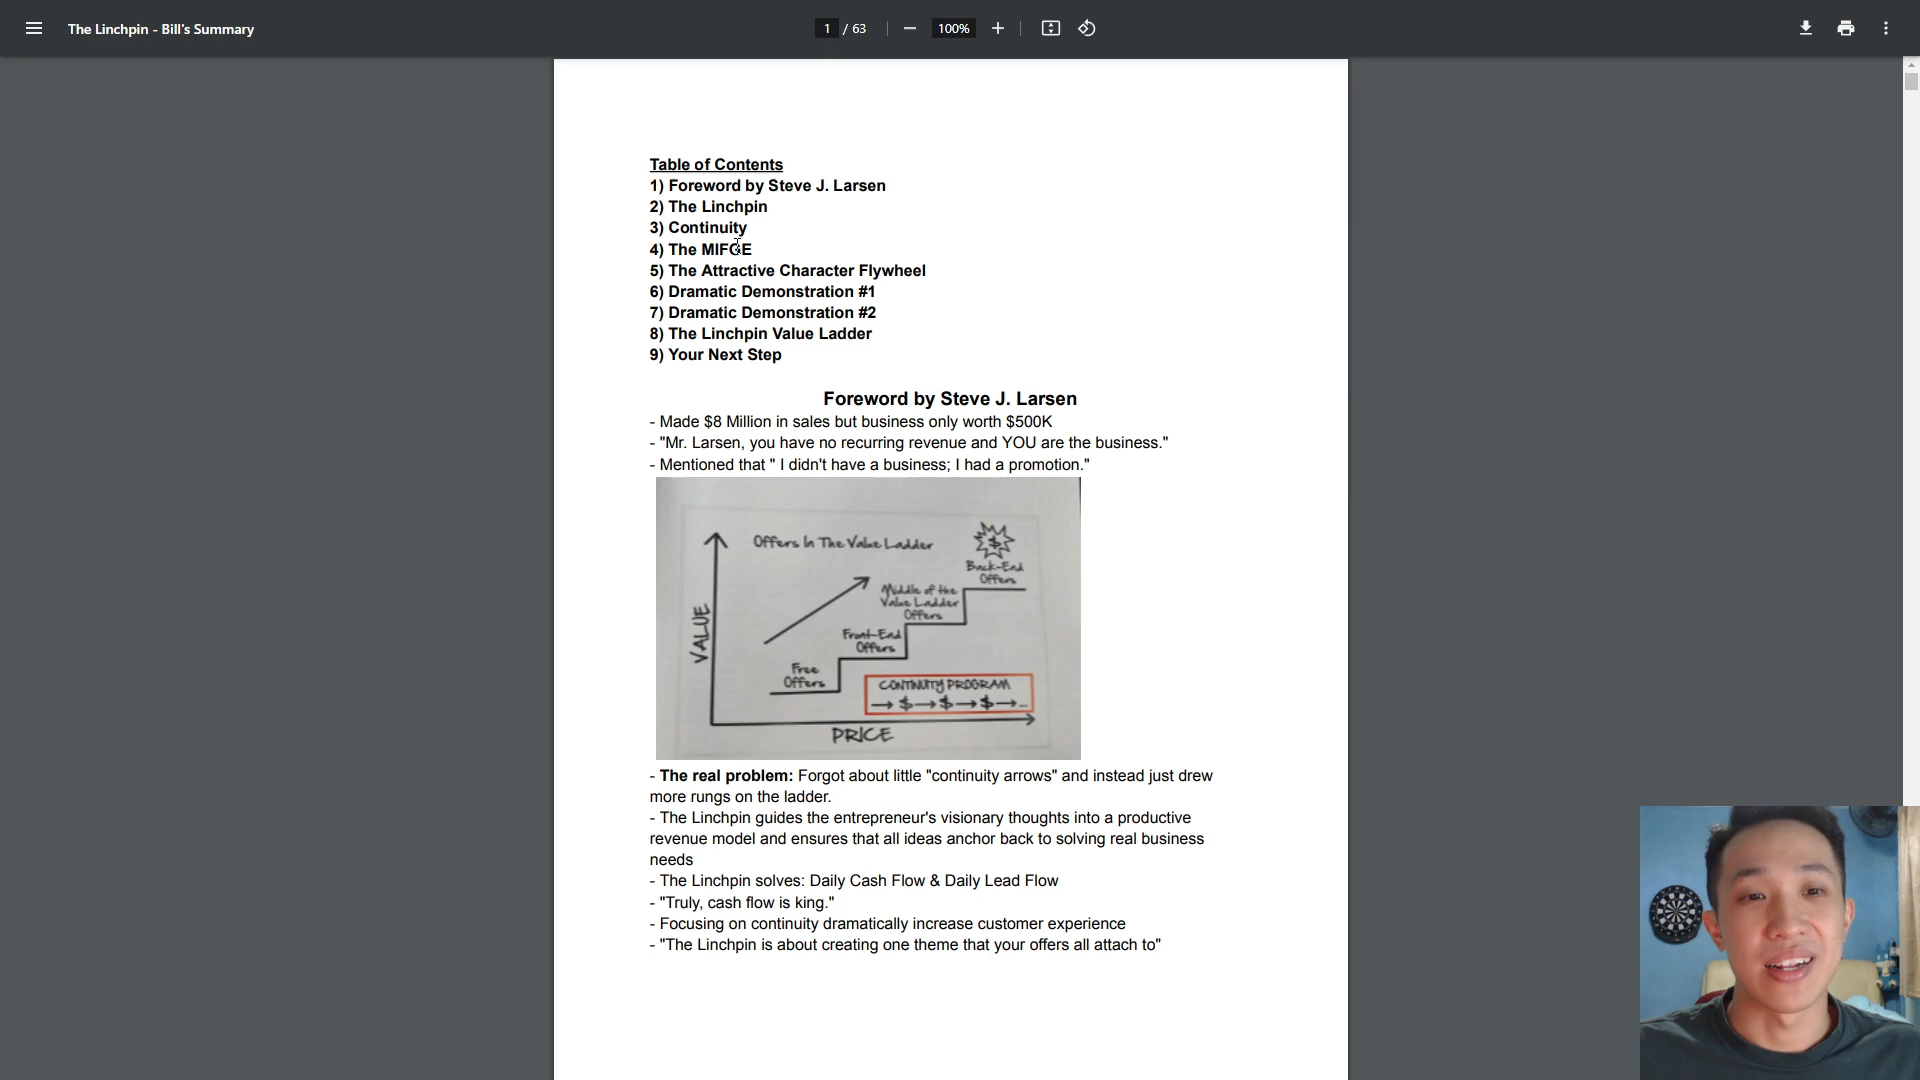 The Linchpin - Bill's Summary
1 / 63
100%
Table of Contents
1) Foreword by Steve J. Larsen
2) The Linchpin
3) Continuity
4) The MIFGE
5) The Attractive Character Flywheel
6) Dramatic Demonstration #1
7) Dramatic Demonstration #2
8) The Linchpin Value Ladder
9) Your Next Step
Foreword by Steve J. Larsen
- Made $8 Million in sales but business only worth $500K
- "Mr. Larsen, you have no recurring revenue and YOU are the business."
- Mentioned that " I didn't have a business; I had a promotion."
Offers In The Value Ladder
$
Back-End
Offers
Middle of the
Value Ladder
Offers
Front-End
Offers
Free
Offers
CONTINUITY PROGRAM
→ $ → $ → $ → ...
VALUE
PRICE
- The real problem: Forgot about little "continuity arrows" and instead just drew
more rungs on the ladder.
- The Linchpin guides the entrepreneur's visionary thoughts into a productive
revenue model and ensures that all ideas anchor back to solving real business
needs
- The Linchpin solves: Daily Cash Flow & Daily Lead Flow
- "Truly, cash flow is king."
- Focusing on continuity dramatically increase customer experience
- "The Linchpin is about creating one theme that your offers all attach to"